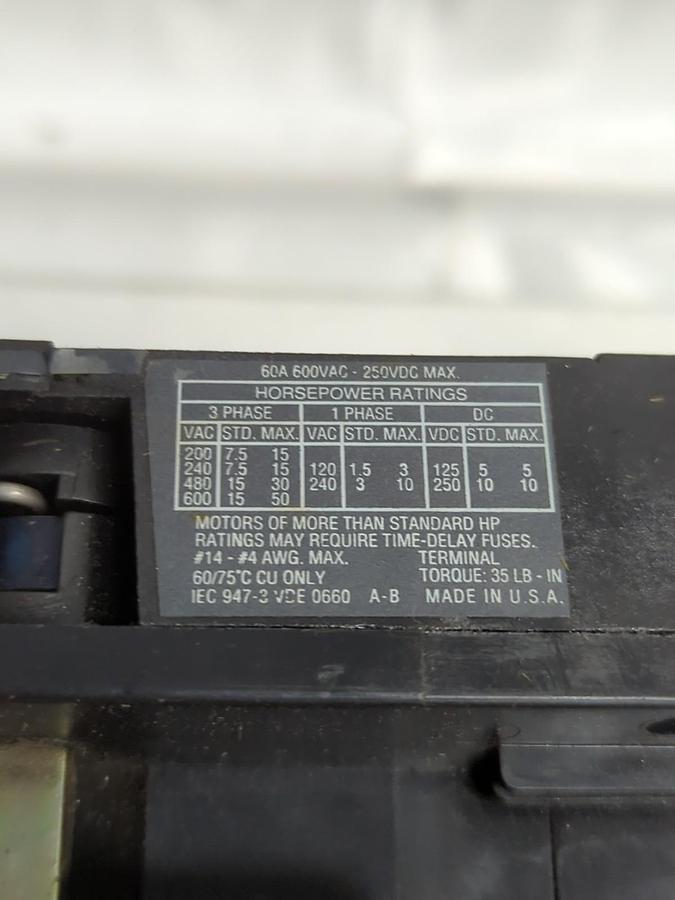 60A 600VAC - 250VDC MAX.
HORSEPOWER RATINGS
3 PHASE 1 PHASE DC
VAC STD. MAX. VAC STD. MAX. VDC STD. MAX.
200 7.5 15
240 7.5 15 120 1.5 3 125 5 5
480 15 30 240 3 10 250 10 10
600 15 50
MOTORS OF MORE THAN STANDARD HP
RATINGS MAY REQUIRE TIME-DELAY FUSES.
#14 - #4 AWG. MAX. TERMINAL
60/75°C CU ONLY TORQUE: 35 LB - IN
IEC 947-3 VDE 0660 A-B MADE IN U.S.A.